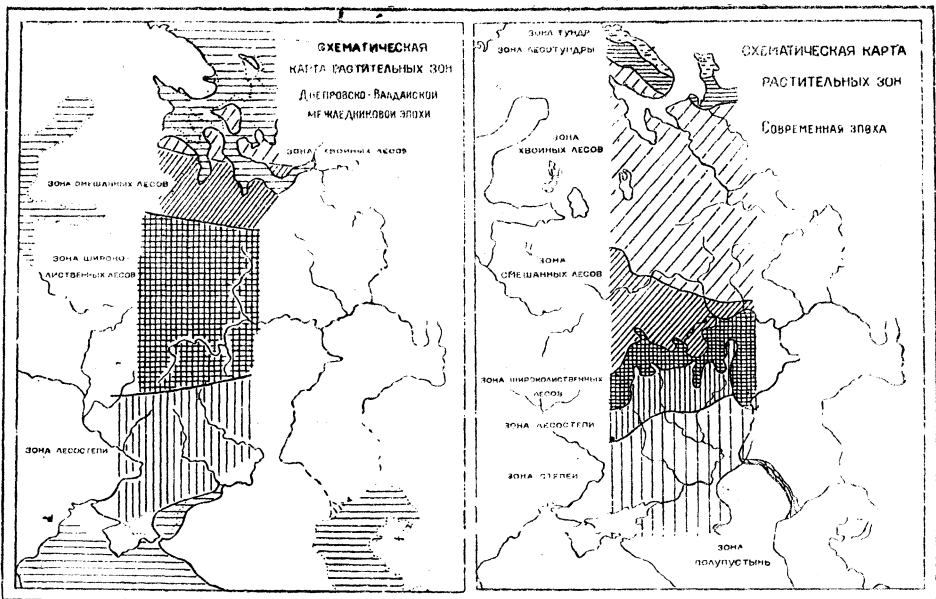 СХЕМАТИЧЕСКАЯ
КАРТА РАСТИТЕЛЬНЫХ ЗОН
ДНЕПРОВСКО-ВАЛДАЙСКОЙ
МЕЖЛЕДНИКОВОЙ ЭПОХИ
ЗОНА ХВОЙНЫХ ЛЕСОВ
ЗОНА СМЕШАННЫХ ЛЕСОВ
ЗОНА ШИРОКО-
ЛИСТВЕННЫХ ЛЕСОВ
ЗОНА ЛЕСОСТЕПИ
ЗОНА ТУНДР
ЗОНА ЛЕСОТУНДРЫ
СХЕМАТИЧЕСКАЯ КАРТА
РАСТИТЕЛЬНЫХ ЗОН
СОВРЕМЕННАЯ ЭПОХА
ЗОНА
ХВОЙНЫХ ЛЕСОВ
ЗОНА
СМЕШАННЫХ ЛЕСОВ
ЗОНА ШИРОКОЛИСТВЕННЫХ
ЛЕСОВ
ЗОНА ЛЕСОСТЕПИ
ЗОНА СТЕПЕЙ
ЗОНА
ПОЛУПУСТЫНЬ